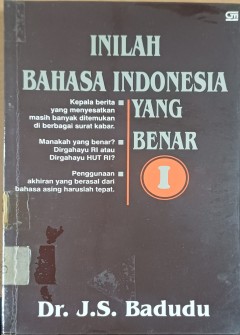 GM
INILAH
BAHASA INDONESIA
YANG
BENAR
I
Kepala berita
yang menyesatkan
masih banyak ditemukan
di berbagai surat kabar.
Manakah yang benar?
Dirgahayu RI atau
Dirgahayu HUT RI?
Penggunaan
akhiran yang berasal dari
bahasa asing haruslah tepat.
Dr. J.S. Badudu